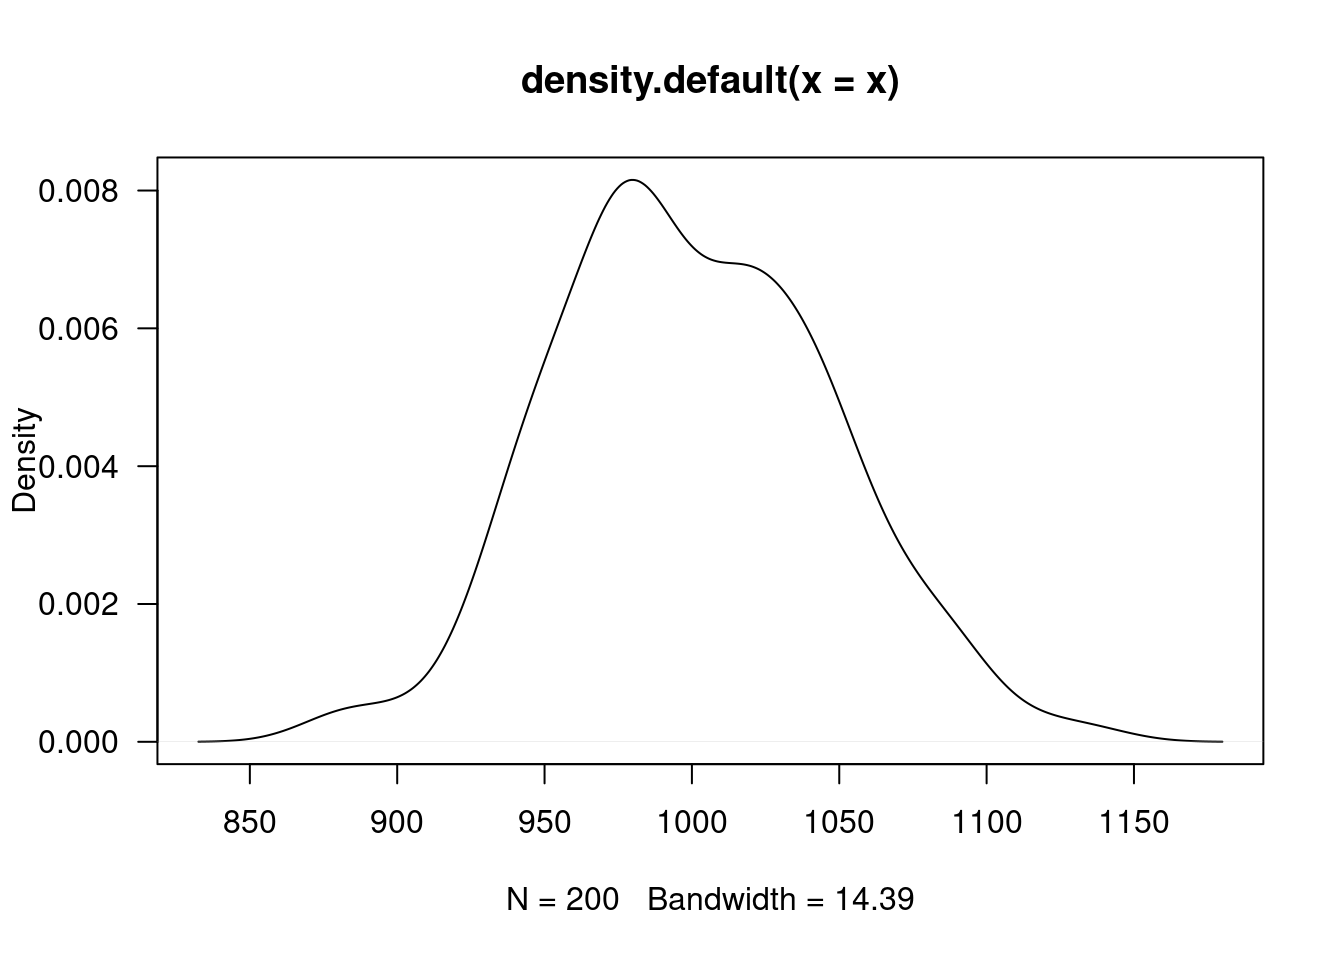 density.default(x = x)
Density
0.008
0.006
0.004
0.002
0.000
850 900 950 1000 1050 1100 1150
N = 200 Bandwidth = 14.39